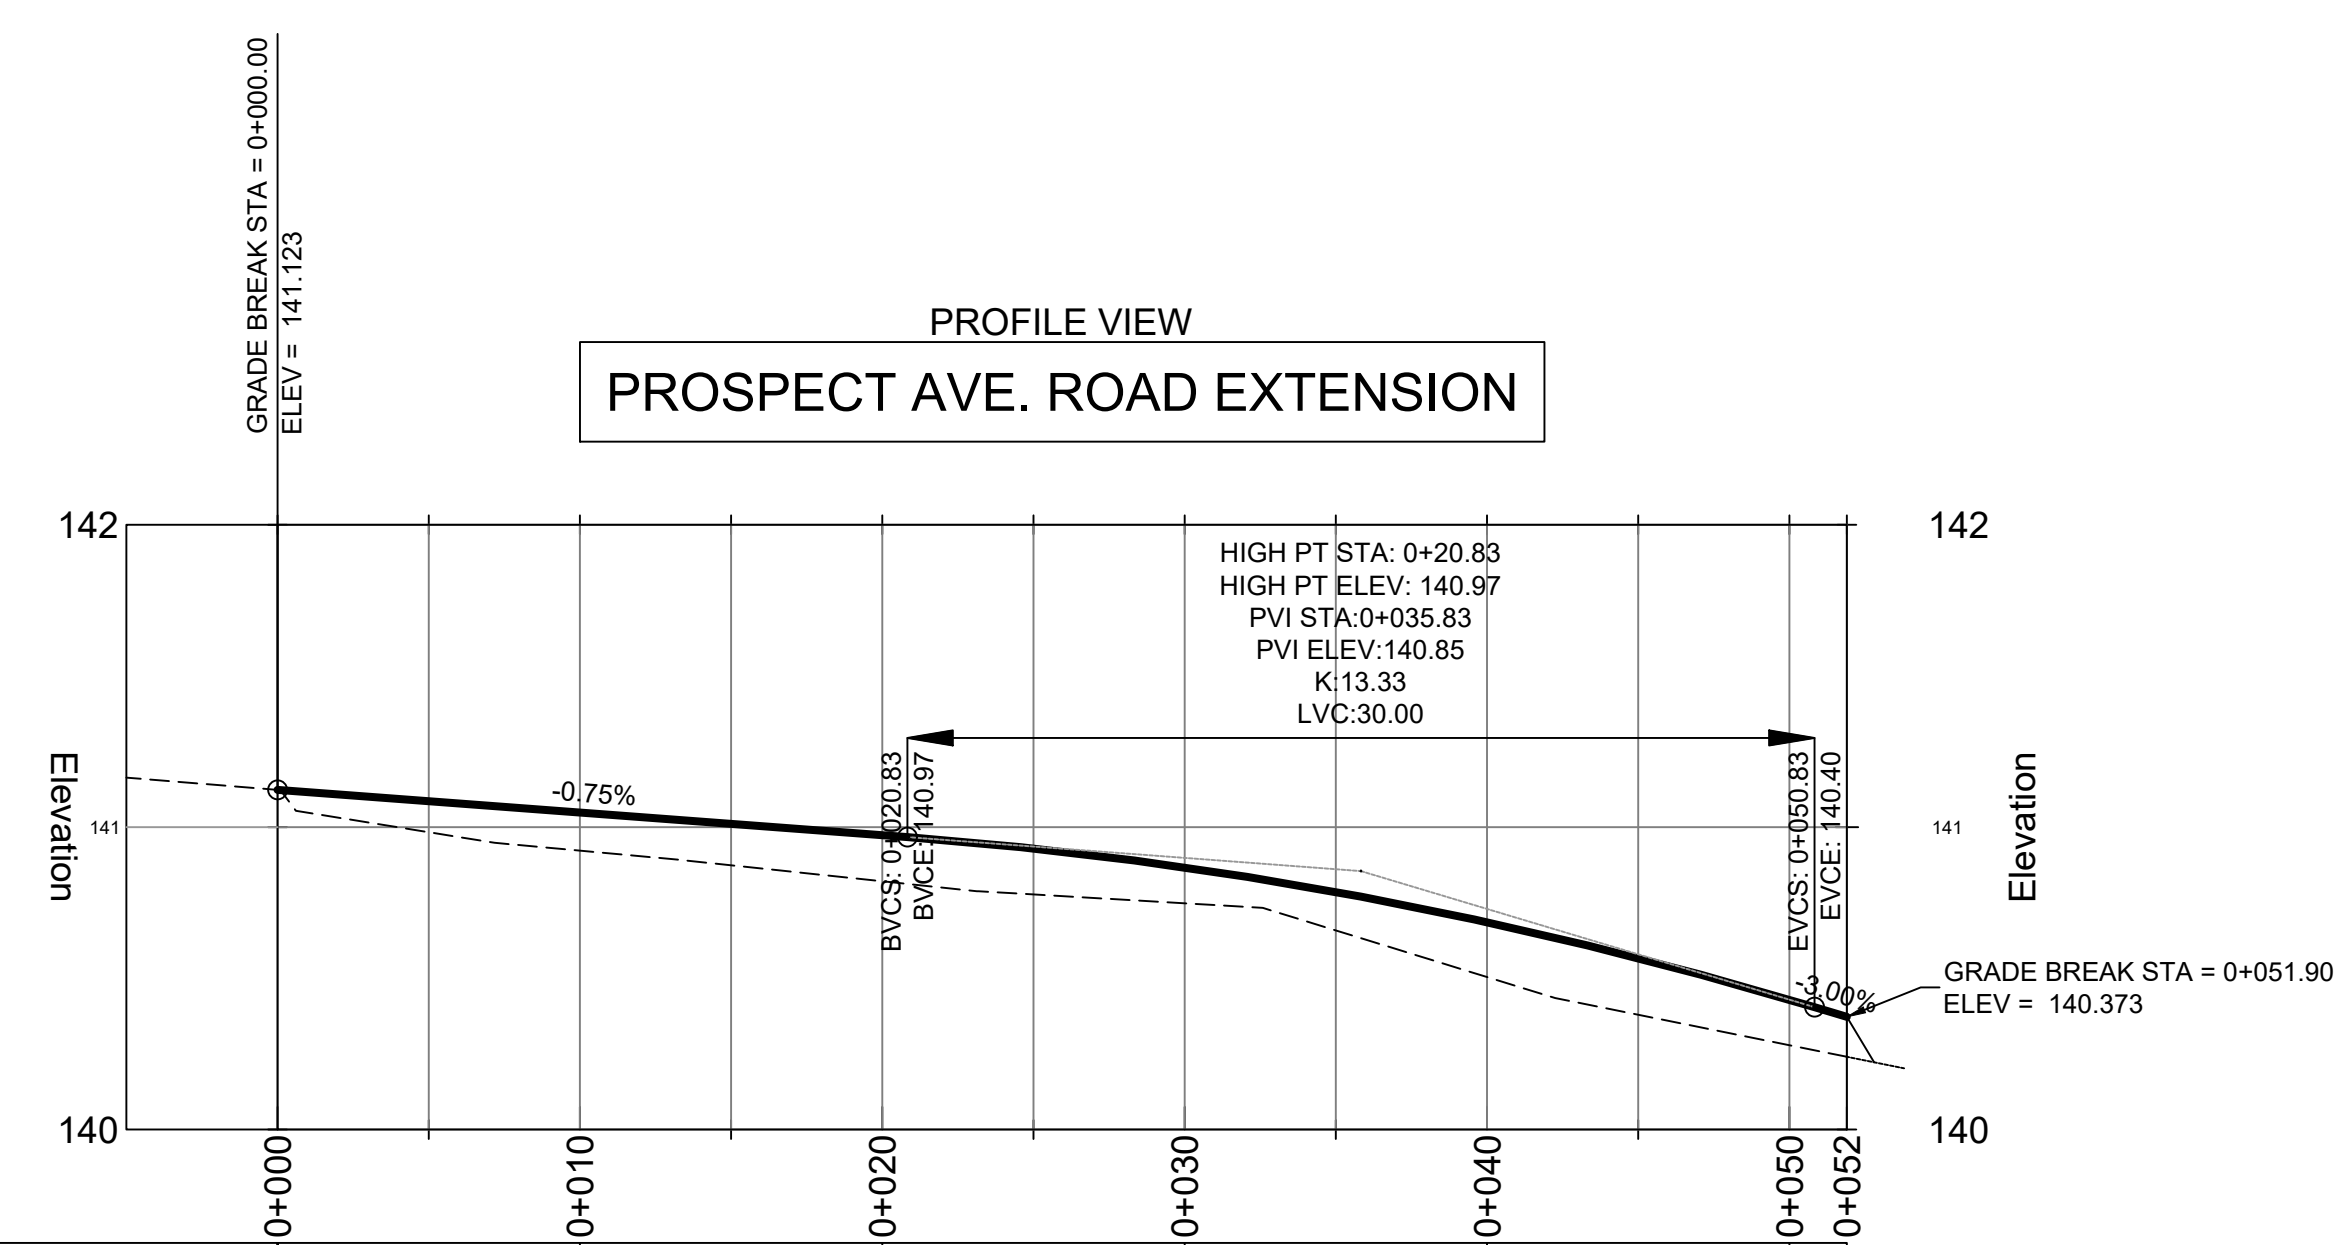 GRADE BREAK STA = 0+000.00
ELEV = 141.123
PROFILE VIEW
PROSPECT AVE. ROAD EXTENSION
142
142
HIGH PT STA: 0+20.83
HIGH PT ELEV: 140.97
PVI STA:0+035.83
PVI ELEV:140.85
K:13.33
LVC:30.00
Elevation
-0.75%
BVCS: 0+020.83
BVCE: 140.97
EVCS: 0+050.83
EVCE: 140.40
Elevation
141
141
-3.00%
GRADE BREAK STA = 0+051.90
ELEV = 140.373
140
140
0+000
0+010
0+020
0+030
0+040
0+050
0+052